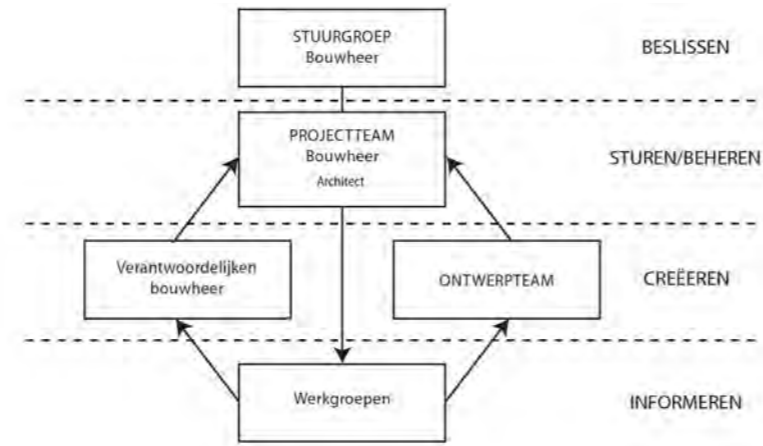 STUURGROEP
Bouwheer
BESLISSEN
PROJECTTEAM
Bouwheer
Architect
STUREN/BEHEREN
Verantwoordelijken
bouwheer
ONTWERPTEAM
CREËEREN
Werkgroepen
INFORMEREN